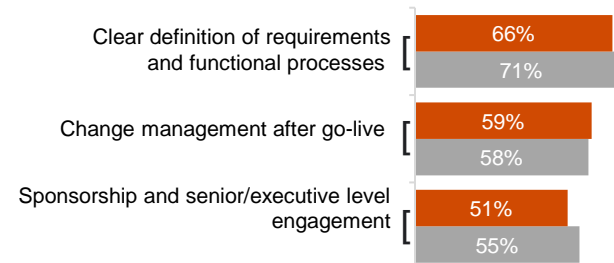 Clear definition of requirements
and functional processes
66%
71%
Change management after go-live
59%
58%
Sponsorship and senior/executive level
engagement
51%
55%